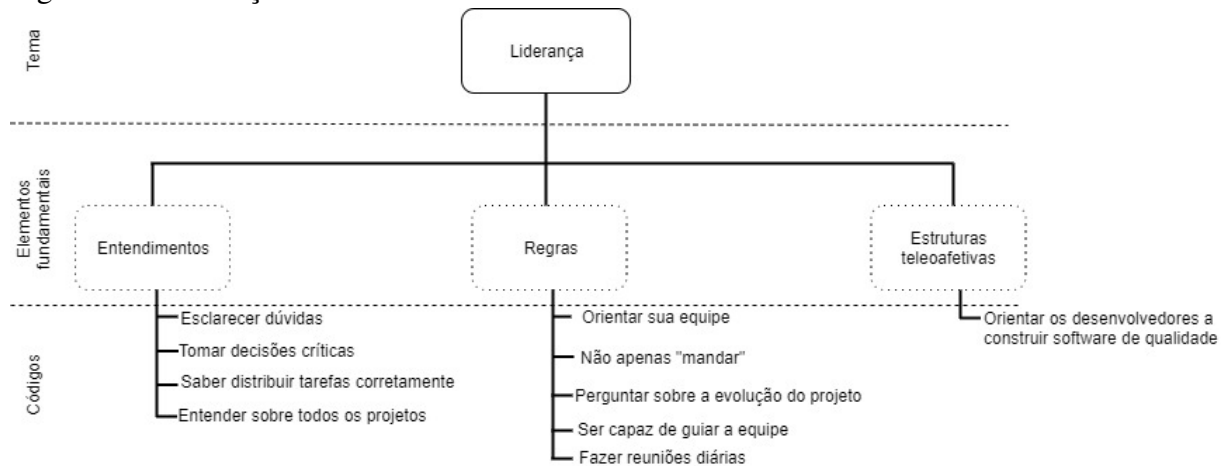 Tema
Liderança
Elementos
fundamentais
Entendimentos
Regras
Estruturas
teleoafetivas
Códigos
Esclarecer dúvidas
Tomar decisões críticas
Saber distribuir tarefas corretamente
Entender sobre todos os projetos
Orientar sua equipe
Não apenas "mandar"
Perguntar sobre a evolução do projeto
Ser capaz de guiar a equipe
Fazer reuniões diárias
Orientar os desenvolvedores a
construir software de qualidade